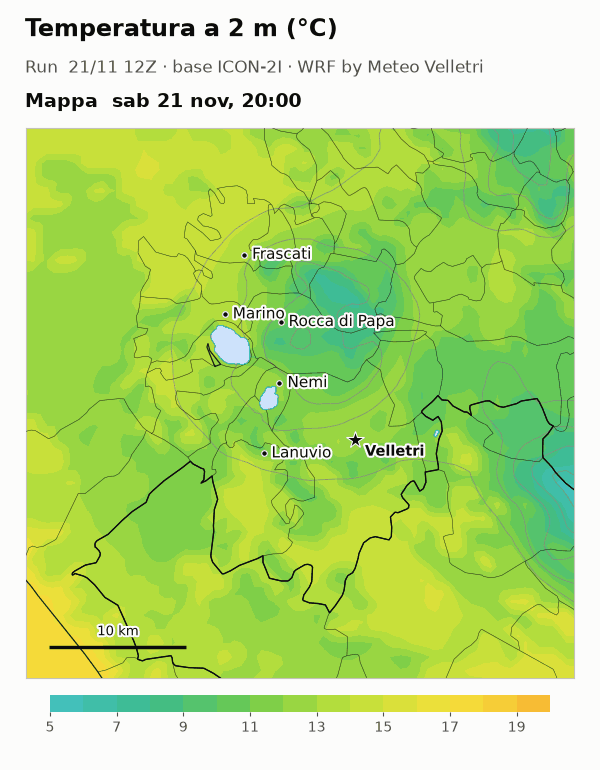 Temperatura a 2 m (°C)
Run  21/11 12Z · base ICON-2I · WRF by Meteo Velletri
Mappa  sab 21 nov, 20:00
Frascati
Marino
Rocca di Papa
Nemi
Velletri
Lanuvio
10 km
5 7 9 11 13 15 17 19